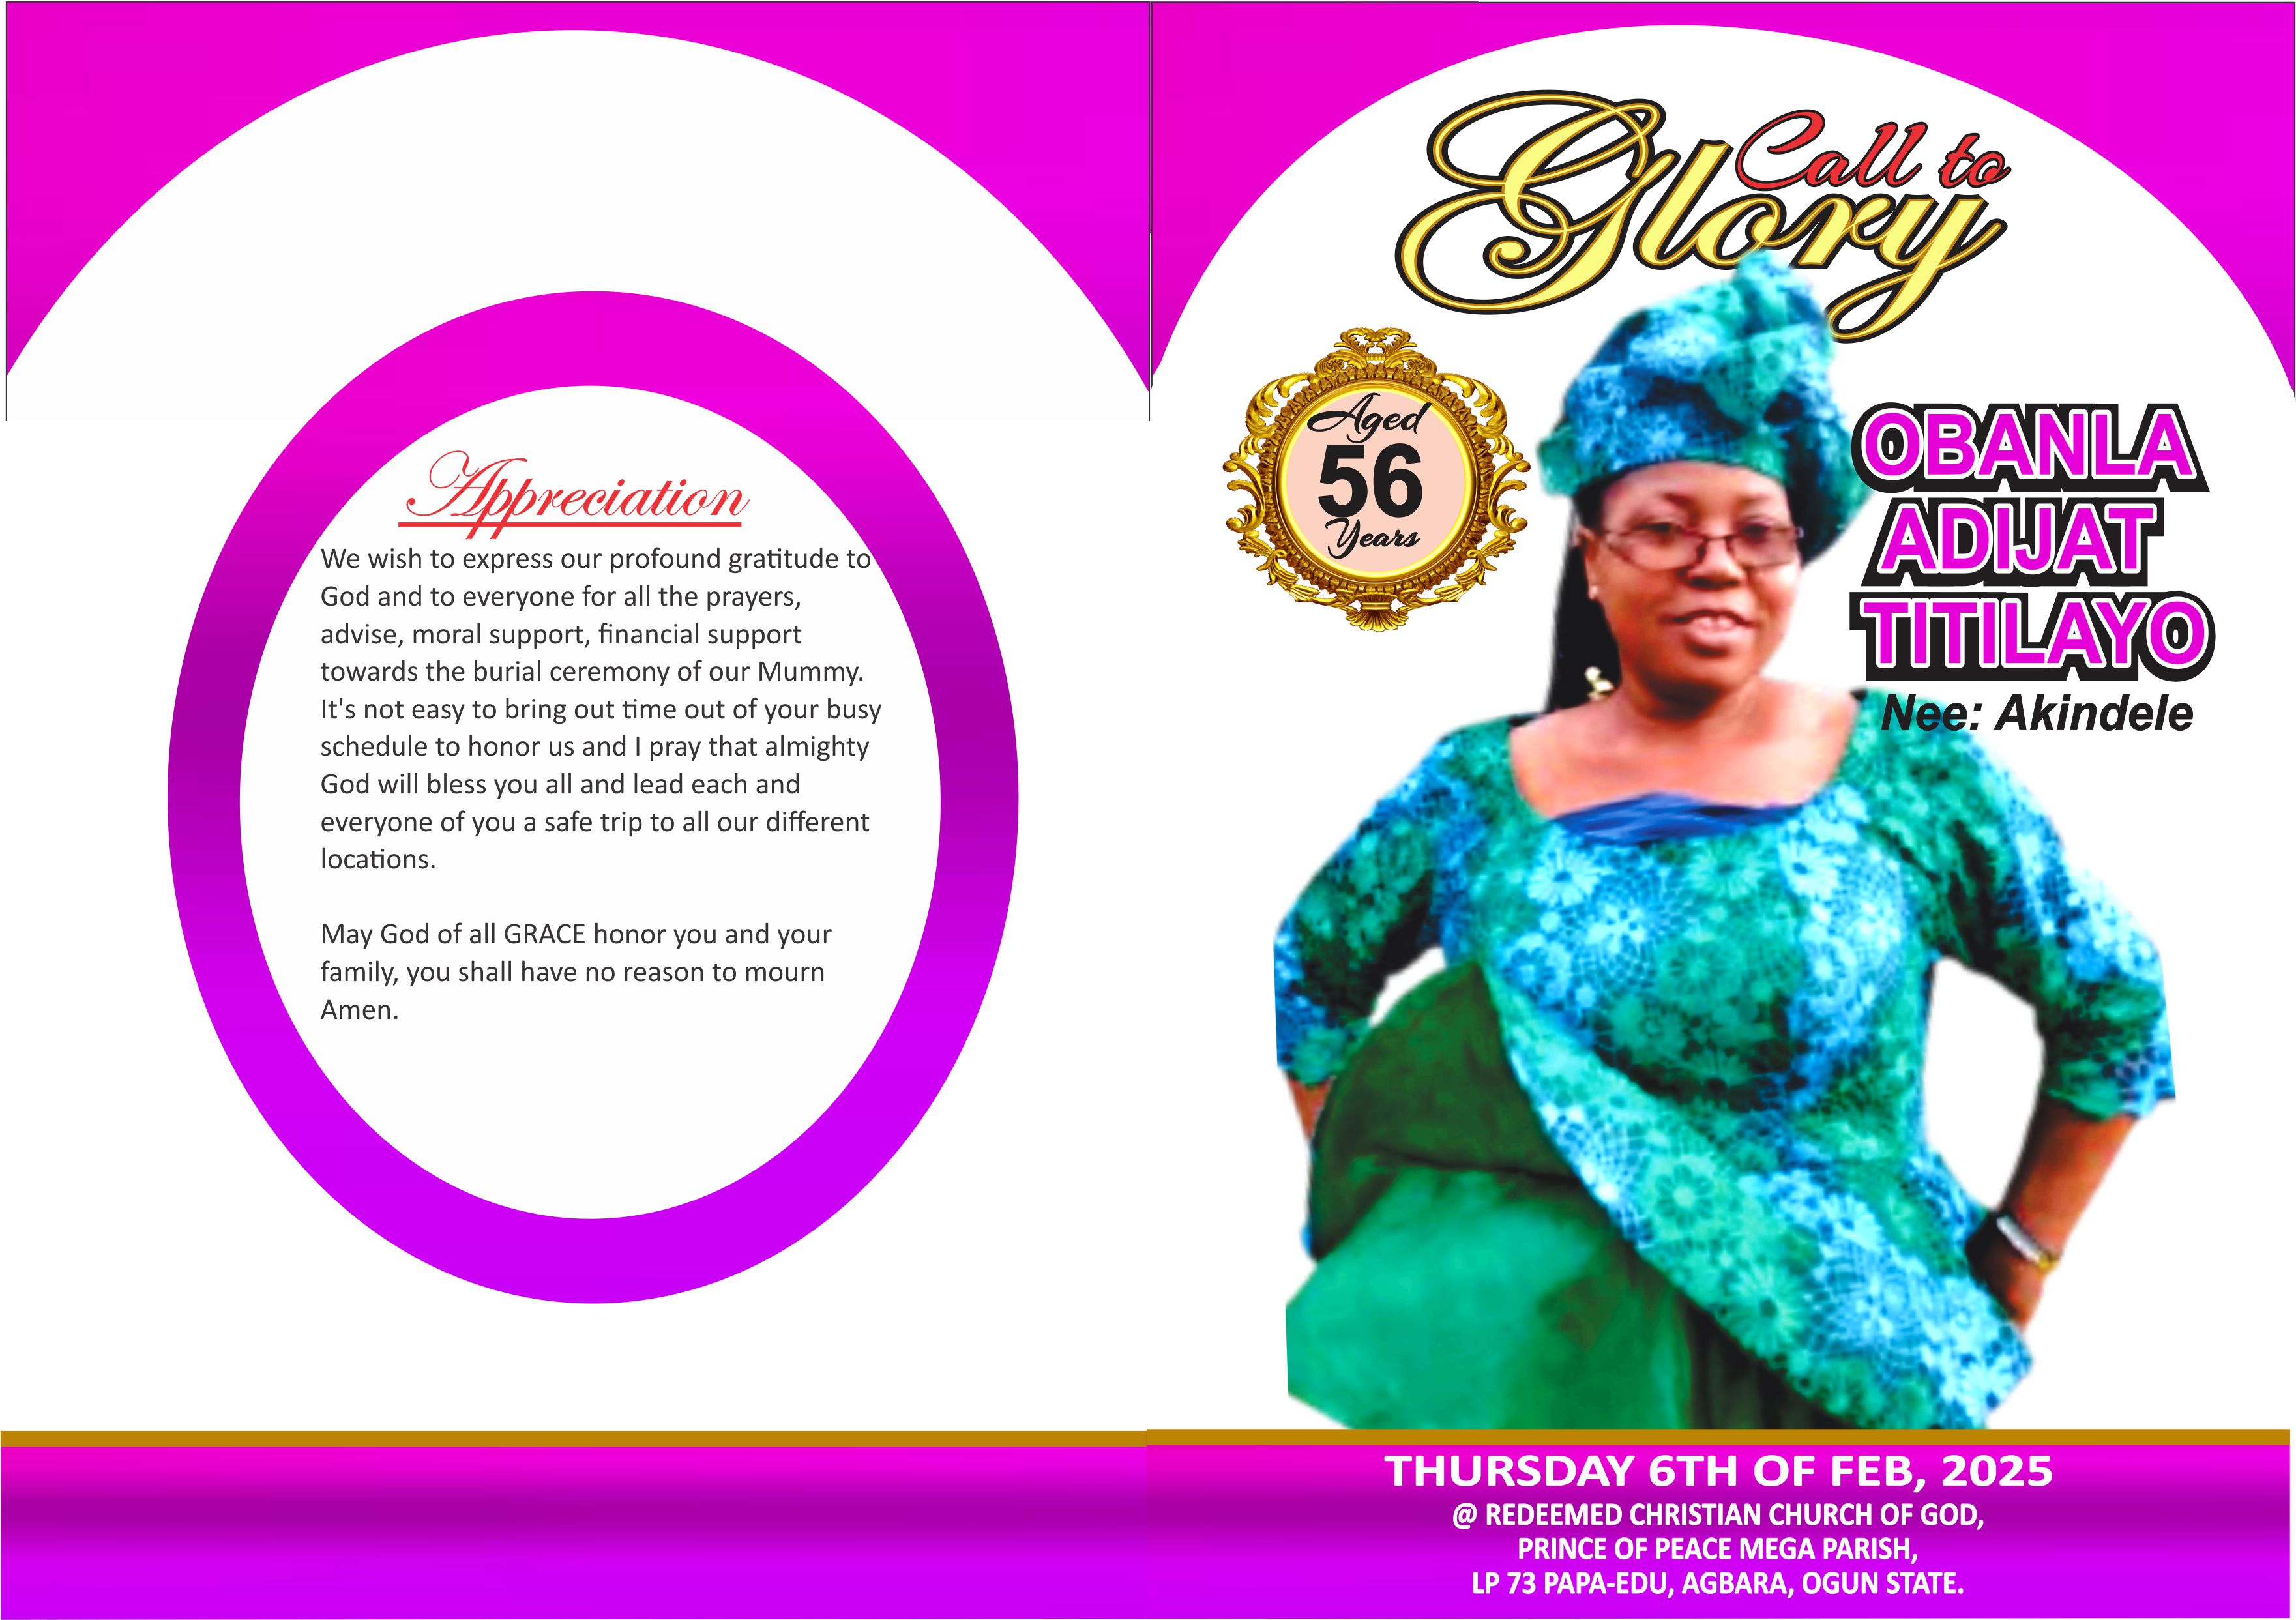 Appreciation
We wish to express our profound gratitude to
God and to everyone for all the prayers,
advise, moral support, financial support
towards the burial ceremony of our Mummy.
It's not easy to bring out time out of your busy
schedule to honor us and I pray that almighty
God will bless you all and lead each and
everyone of you a safe trip to all our different
locations.
May God of all GRACE honor you and your
family, you shall have no reason to mourn
Amen.
Call to
Glory
Aged
56
Years
OBANLA
ADIJAT
TITILAYO
Nee: Akindele
THURSDAY 6TH OF FEB, 2025
@ REDEEMED CHRISTIAN CHURCH OF GOD,
PRINCE OF PEACE MEGA PARISH,
LP 73 PAPA-EDU, AGBARA, OGUN STATE.